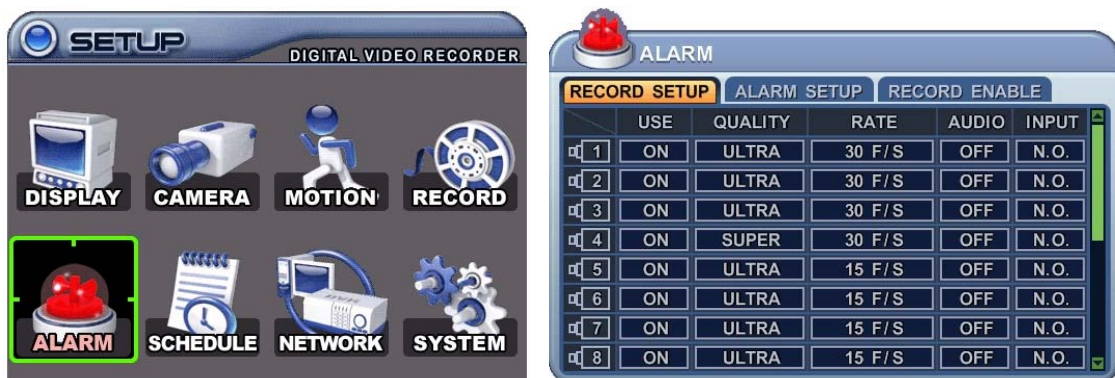 SETUP
DIGITAL VIDEO RECORDER
DISPLAY CAMERA MOTION RECORD
ALARM SCHEDULE NETWORK SYSTEM
ALARM
RECORD SETUP ALARM SETUP RECORD ENABLE
USE QUALITY RATE AUDIO INPUT
1 ON ULTRA 30 F/S OFF N.O.
2 ON ULTRA 30 F/S OFF N.O.
3 ON ULTRA 30 F/S OFF N.O.
4 ON SUPER 30 F/S OFF N.O.
5 ON ULTRA 15 F/S OFF N.O.
6 ON ULTRA 15 F/S OFF N.O.
7 ON ULTRA 15 F/S OFF N.O.
8 ON ULTRA 15 F/S OFF N.O.